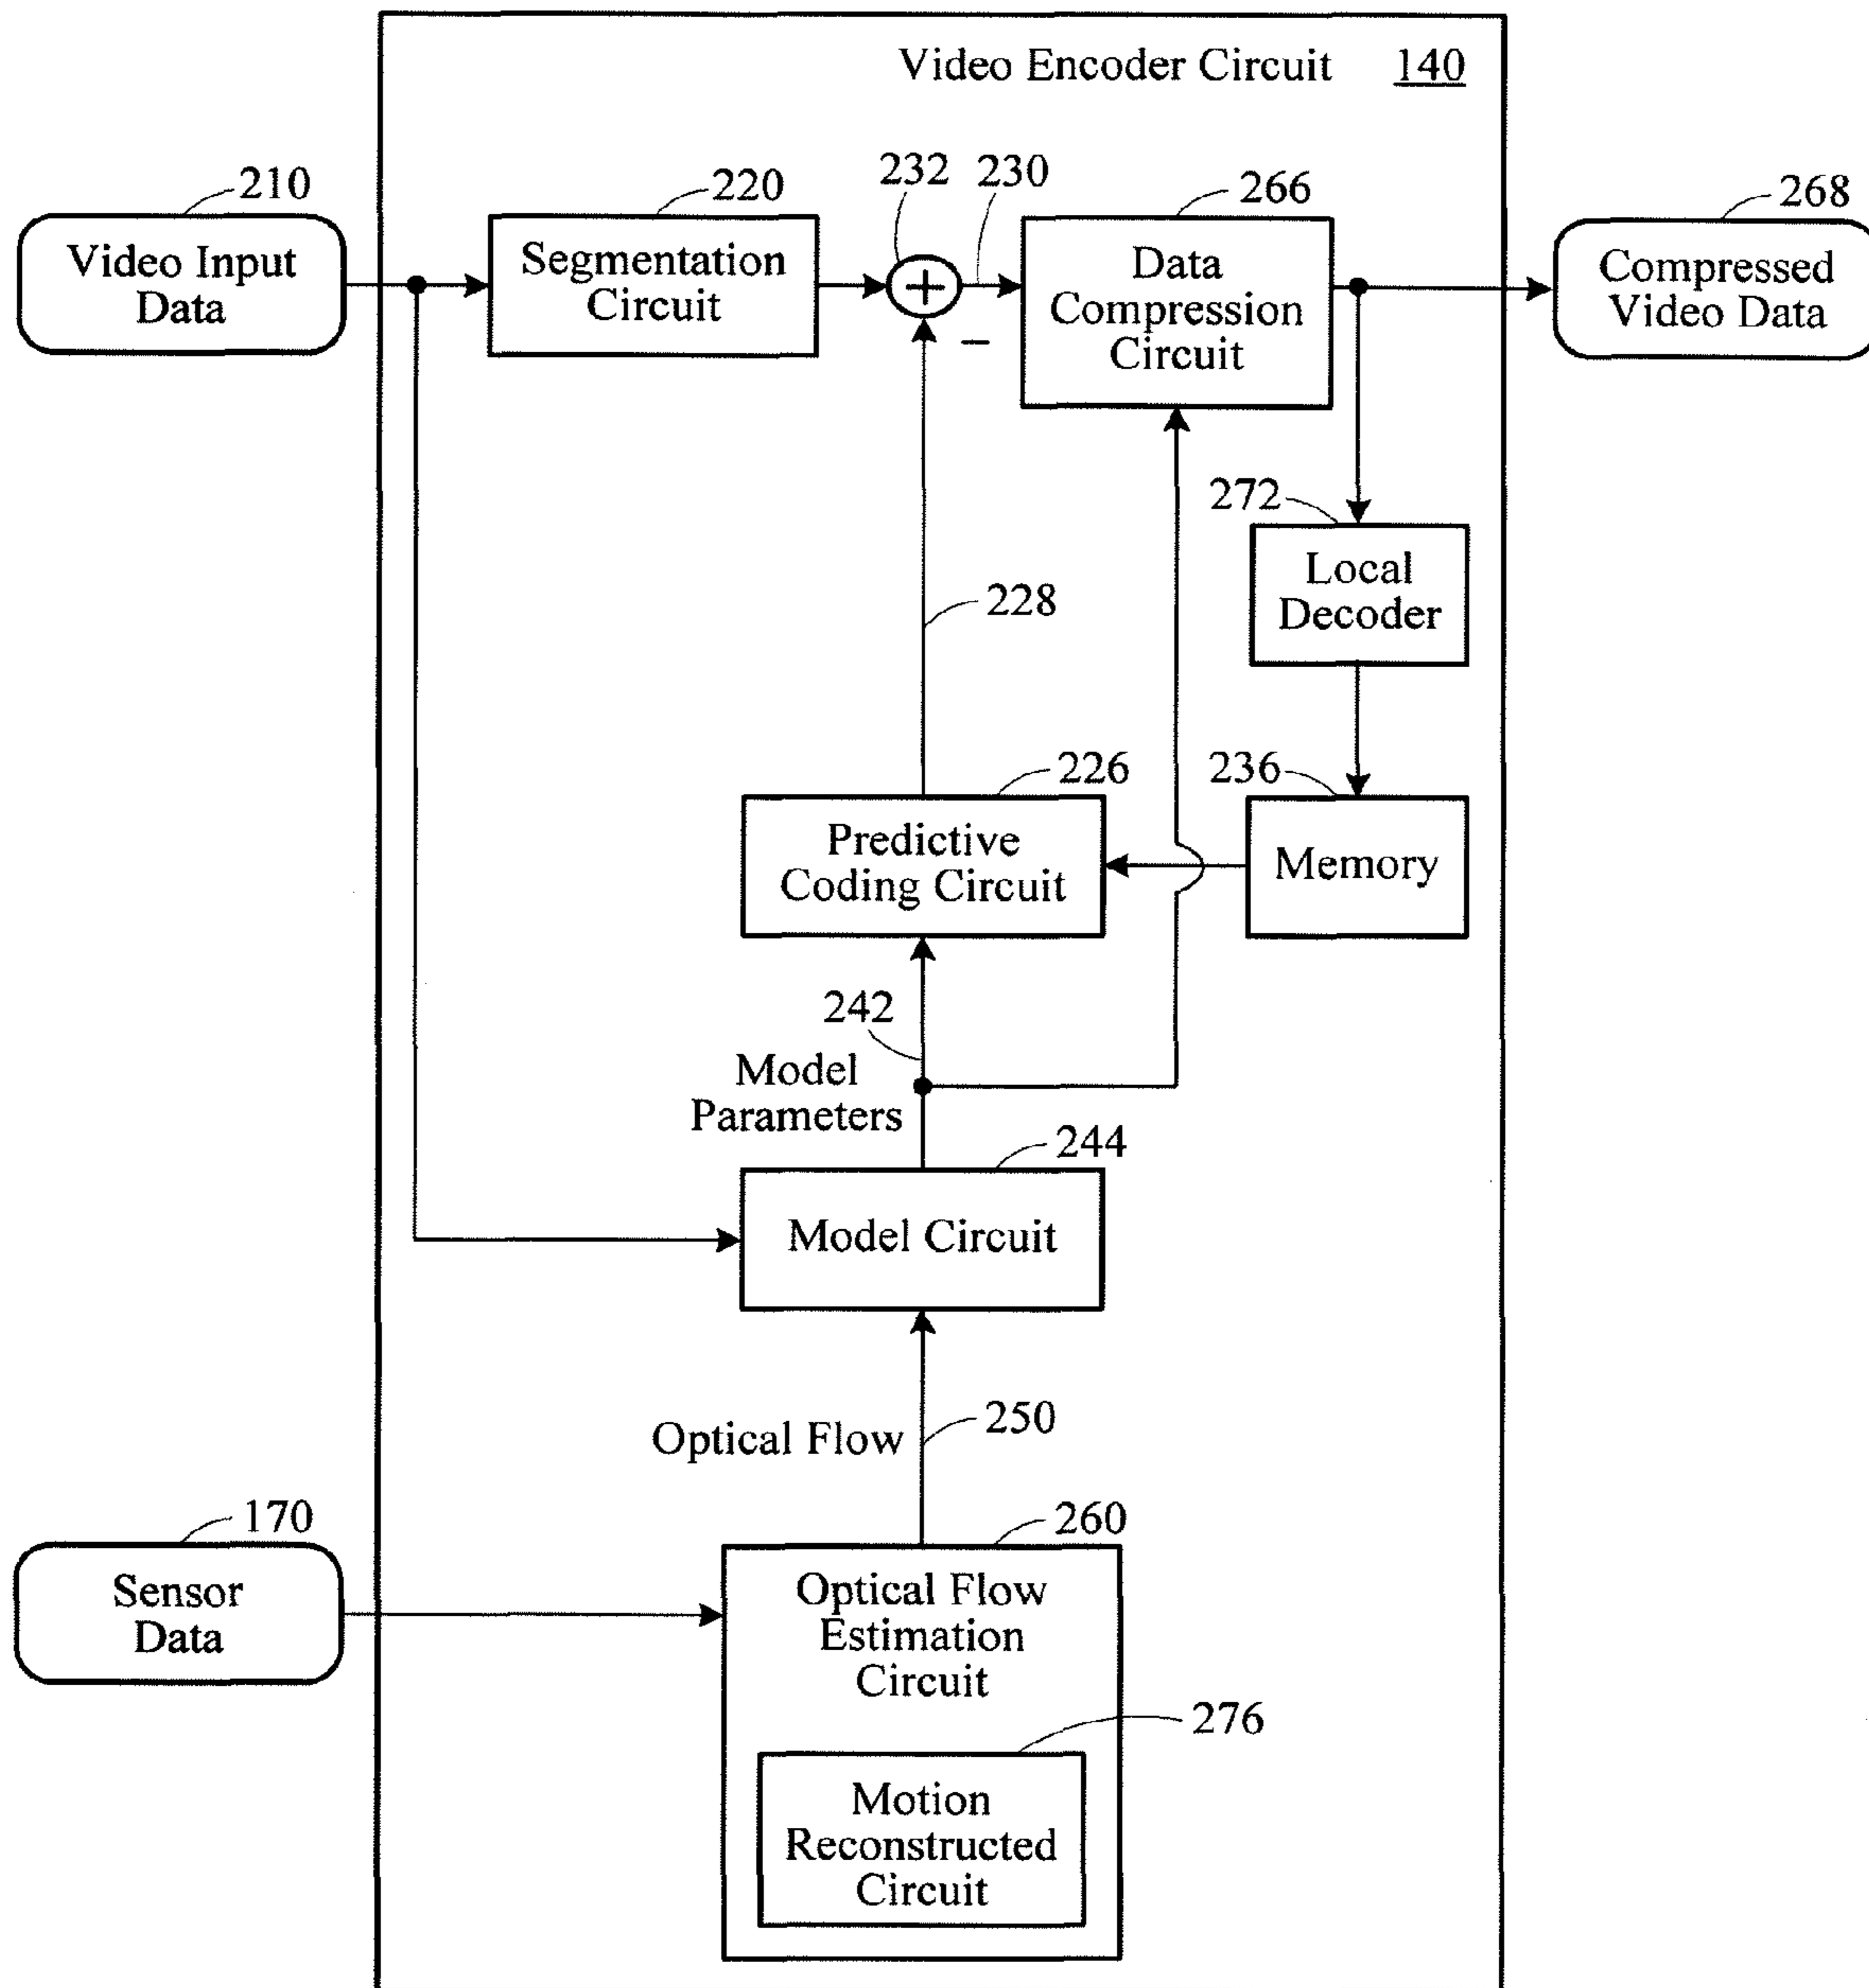 Video Encoder Circuit 140
210
220
232
230
266
268
Video Input
Data
Segmentation
Circuit
+
−
Data
Compression
Circuit
Compressed
Video Data
272
Local
Decoder
228
226
236
Predictive
Coding Circuit
Memory
242
Model
Parameters
244
Model Circuit
Optical Flow
250
170
260
Sensor
Data
Optical Flow
Estimation
Circuit
276
Motion
Reconstructed
Circuit